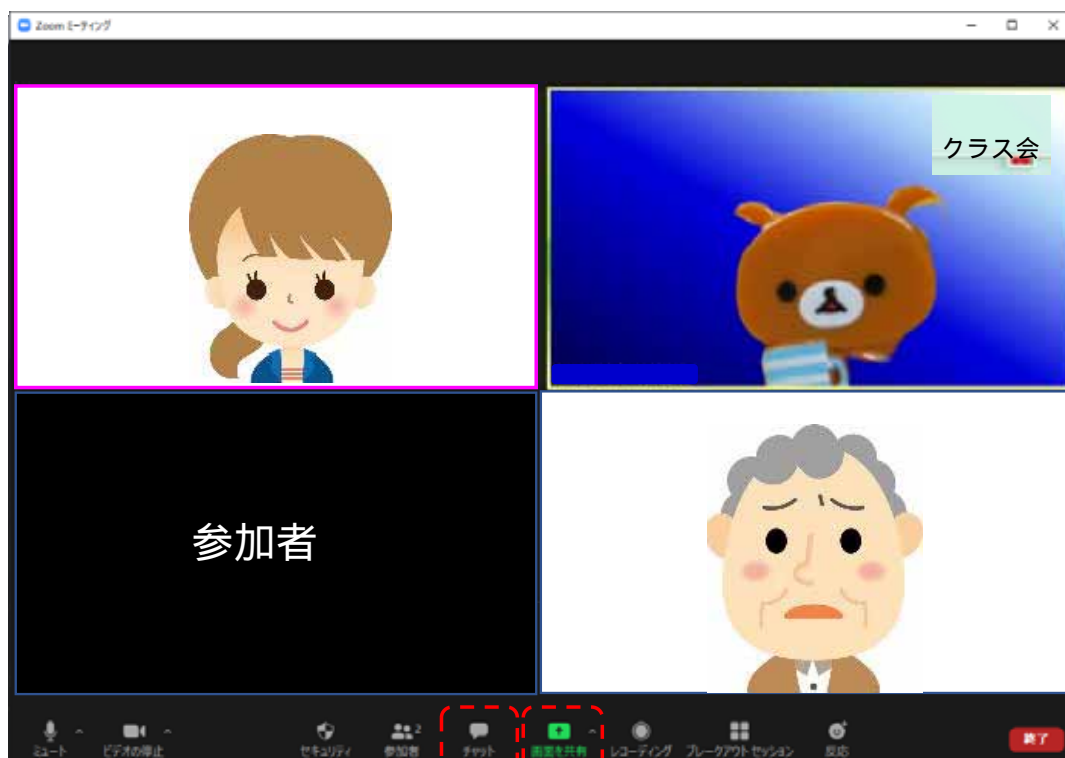 Zoom ミーティング
クラス会
参加者
ミュート
ビデオの停止
セキュリティ
参加者
2
チャット
画面を共有
レコーディング
ブレークアウト セッション
反応
終了